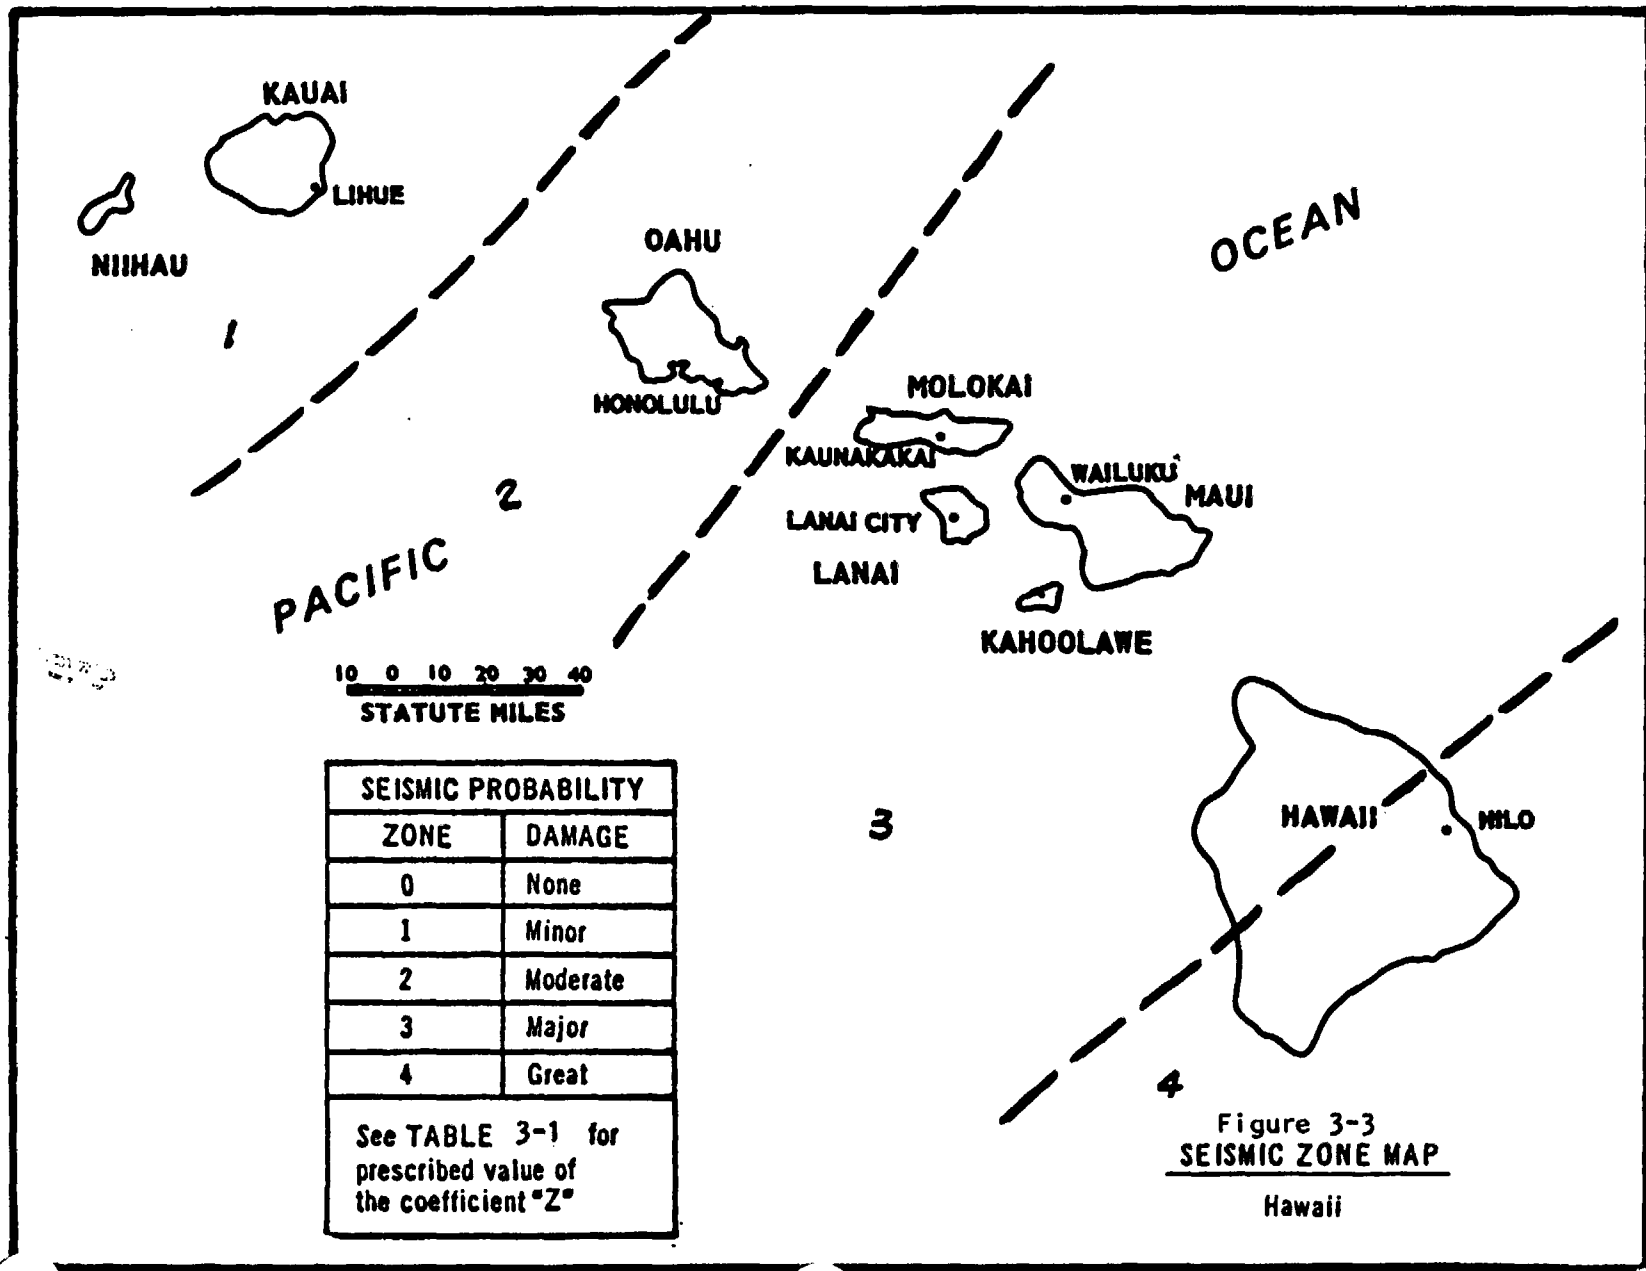 KAUAI
LIHUE
NIIHAU
OAHU
HONOLULU
OCEAN
1
MOLOKAI
KAUNAKAKAI
WAILUKU
MAUI
LANAI CITY
LANAI
2
PACIFIC
KAHOOLAWE
10 0 10 20 30 40
STATUTE MILES
HAWAII
HILO
3
SEISMIC PROBABILITY
ZONE DAMAGE
0 None
1 Minor
2 Moderate
3 Major
4 Great
See TABLE 3-1 for
prescribed value of
the coefficient "Z"
4
Figure 3-3
SEISMIC ZONE MAP
Hawaii